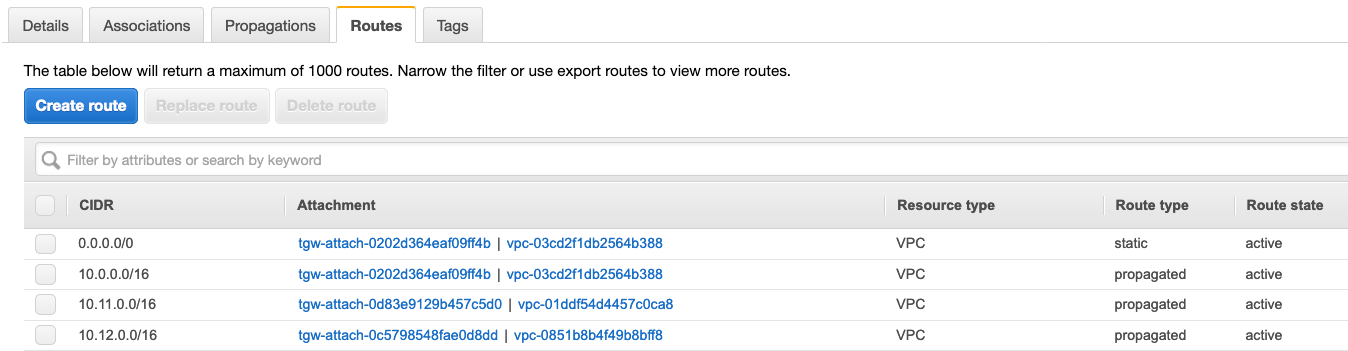 Details Associations Propagations Routes Tags
The table below will return a maximum of 1000 routes. Narrow the filter or use export routes to view more routes.
Create route Replace route Delete route
Filter by attributes or search by keyword
CIDR Attachment Resource type Route type Route state
0.0.0.0/0 tgw-attach-0202d364eaf09ff4b | vpc-03cd2f1db2564b388 VPC static active
10.0.0.0/16 tgw-attach-0202d364eaf09ff4b | vpc-03cd2f1db2564b388 VPC propagated active
10.11.0.0/16 tgw-attach-0d83e9129b457c5d0 | vpc-01ddf54d4457c0ca8 VPC propagated active
10.12.0.0/16 tgw-attach-0c5798548fae0d8dd | vpc-0851b8b4f49b8bff8 VPC propagated active